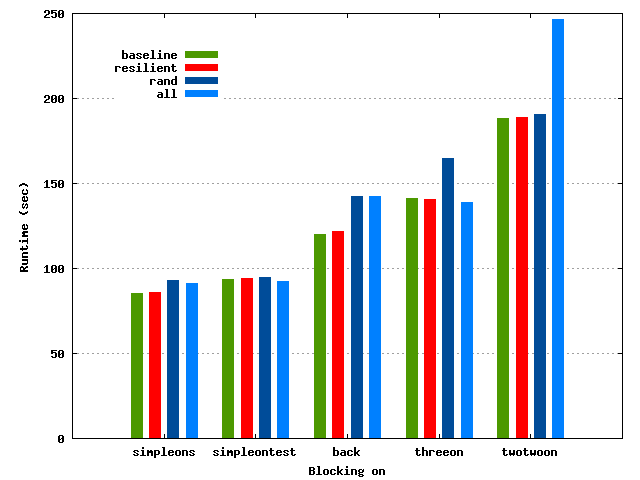 250
200
150
100
50
0
Runtime (sec)
baseline
resilient
rand
all
simpleons simpleontest back threeon twotwoon
Blocking on